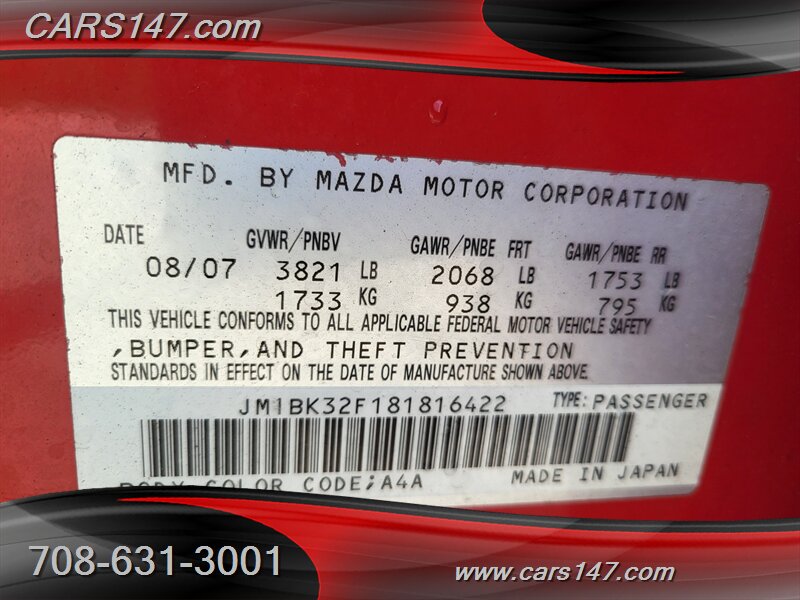 CARS147.com
MFD. BY MAZDA MOTOR CORPORATION
DATE GVWR/PNBV GAWR/PNBE FRT GAWR/PNBE RR
08/07 3821 LB 2068 LB 1753 LB
1733 KG 938 KG 795 KG
THIS VEHICLE CONFORMS TO ALL APPLICABLE FEDERAL MOTOR VEHICLE SAFETY
,BUMPER,AND THEFT PREVENTION
STANDARDS IN EFFECT ON THE DATE OF MANUFACTURE SHOWN ABOVE.
JM1BK32F181816422 TYPE:PASSENGER
BODY COLOR CODE;A4A MADE IN JAPAN
708-631-3001
www.cars147.com